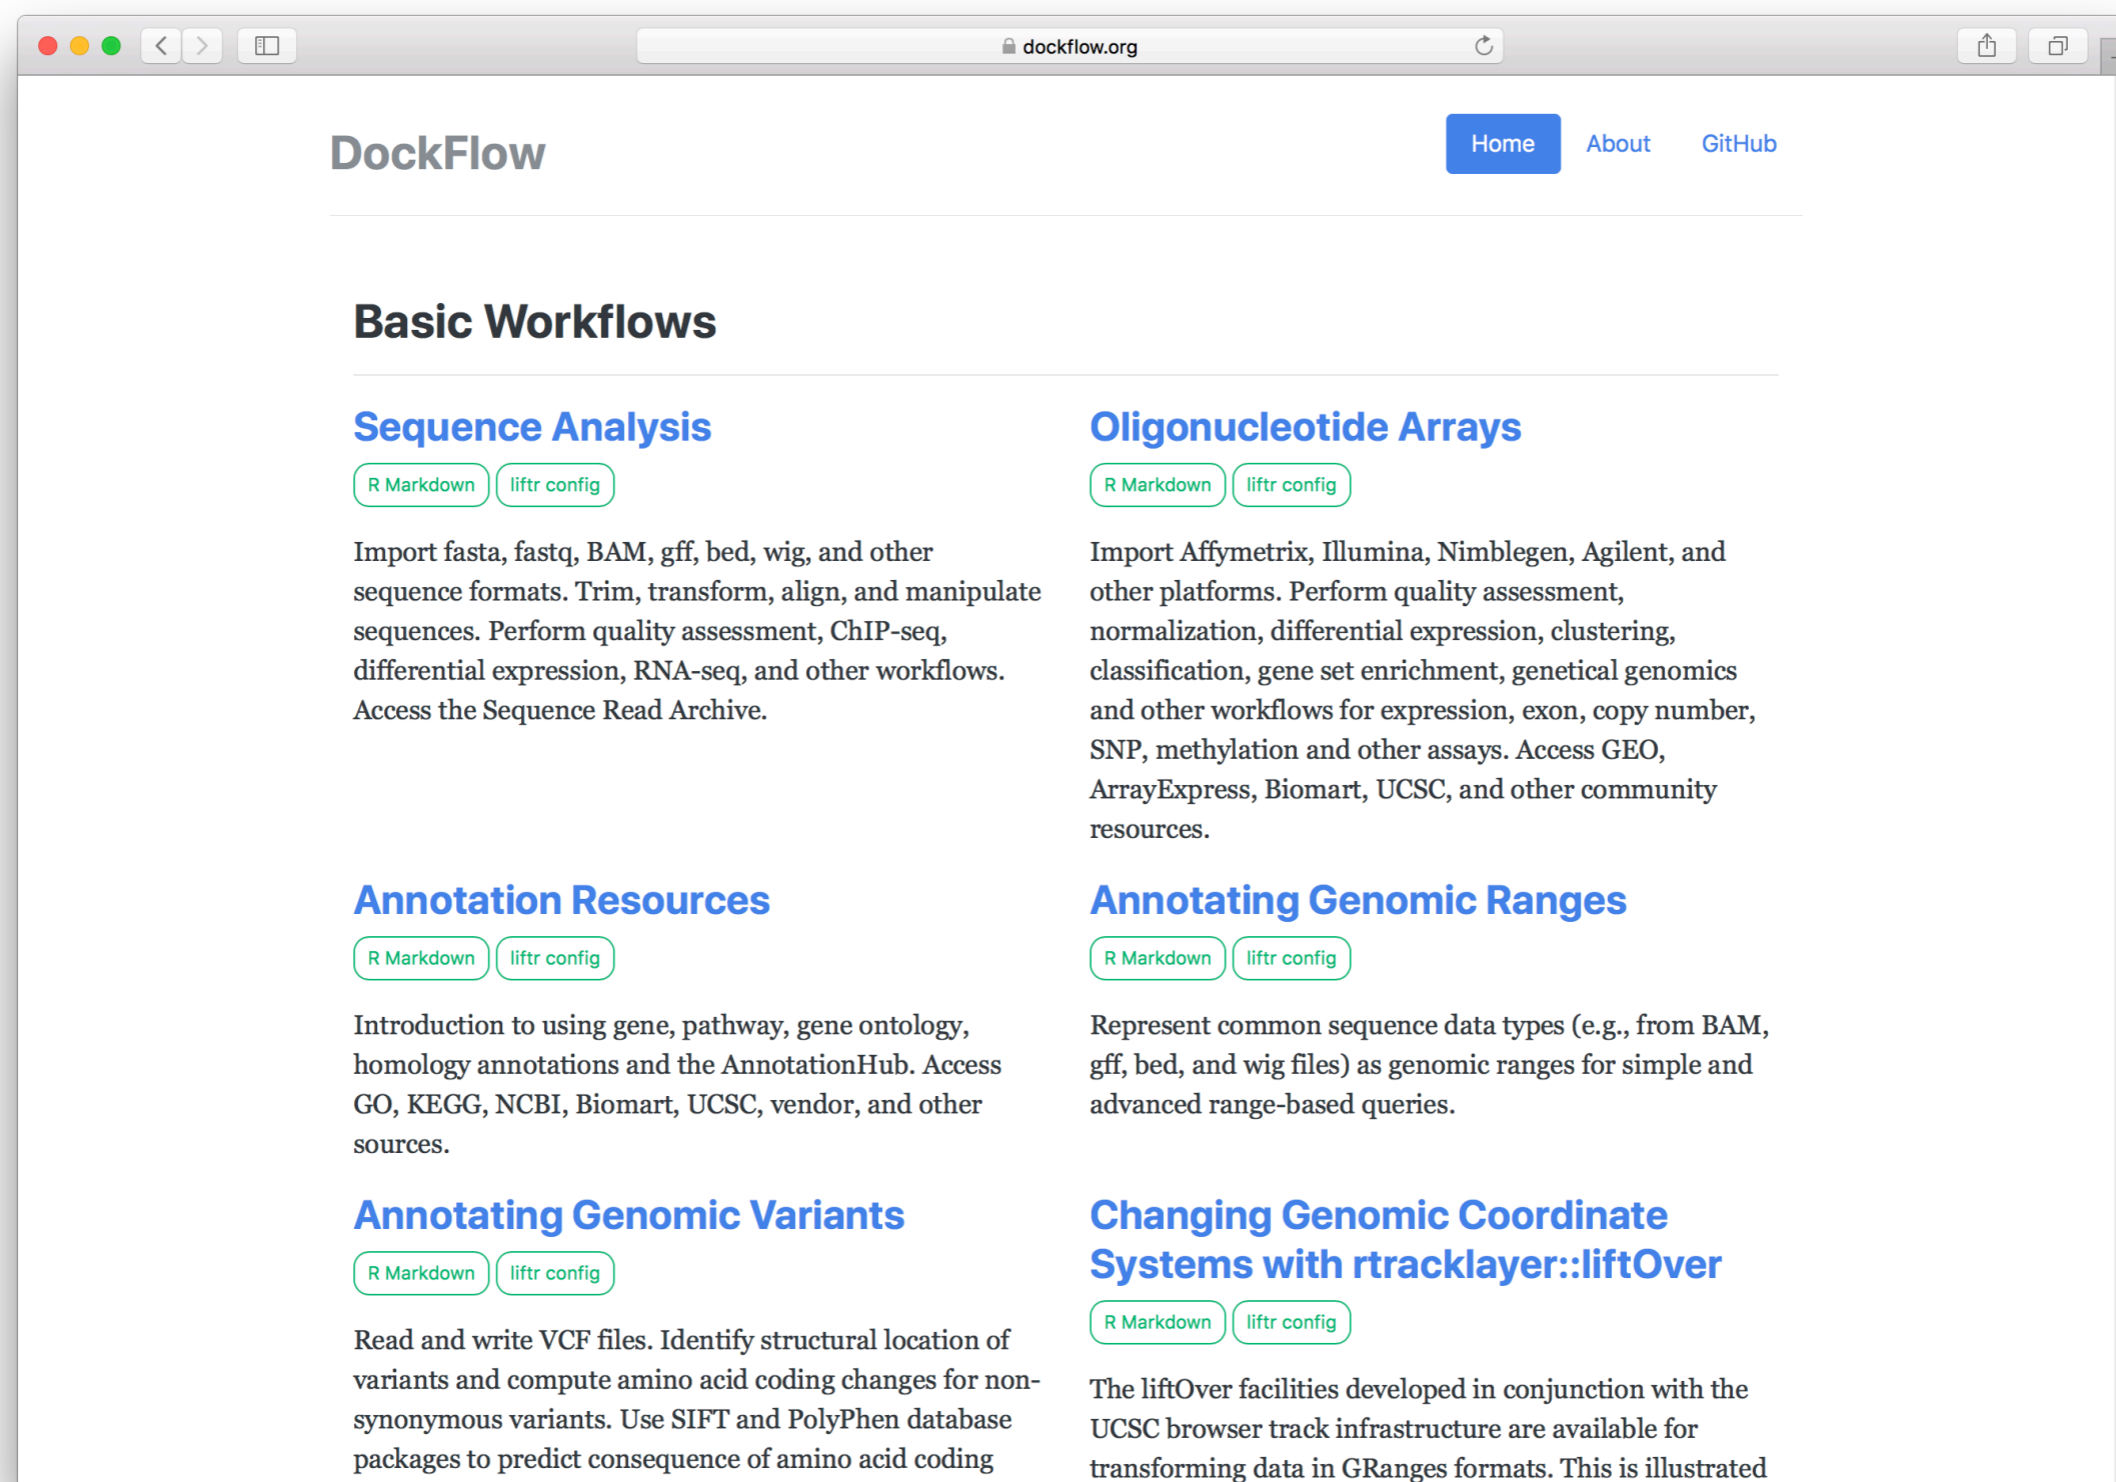 dockflow.org
DockFlow
Home About GitHub
Basic Workflows
Sequence Analysis
R Markdown liftr config
Import fasta, fastq, BAM, gff, bed, wig, and other
sequence formats. Trim, transform, align, and manipulate
sequences. Perform quality assessment, ChIP-seq,
differential expression, RNA-seq, and other workflows.
Access the Sequence Read Archive.
Oligonucleotide Arrays
R Markdown liftr config
Import Affymetrix, Illumina, Nimblegen, Agilent, and
other platforms. Perform quality assessment,
normalization, differential expression, clustering,
classification, gene set enrichment, genetical genomics
and other workflows for expression, exon, copy number,
SNP, methylation and other assays. Access GEO,
ArrayExpress, Biomart, UCSC, and other community
resources.
Annotation Resources
R Markdown liftr config
Introduction to using gene, pathway, gene ontology,
homology annotations and the AnnotationHub. Access
GO, KEGG, NCBI, Biomart, UCSC, vendor, and other
sources.
Annotating Genomic Ranges
R Markdown liftr config
Represent common sequence data types (e.g., from BAM,
gff, bed, and wig files) as genomic ranges for simple and
advanced range-based queries.
Annotating Genomic Variants
R Markdown liftr config
Read and write VCF files. Identify structural location of
variants and compute amino acid coding changes for non-
synonymous variants. Use SIFT and PolyPhen database
packages to predict consequence of amino acid coding
Changing Genomic Coordinate
Systems with rtracklayer::liftOver
R Markdown liftr config
The liftOver facilities developed in conjunction with the
UCSC browser track infrastructure are available for
transforming data in GRanges formats. This is illustrated